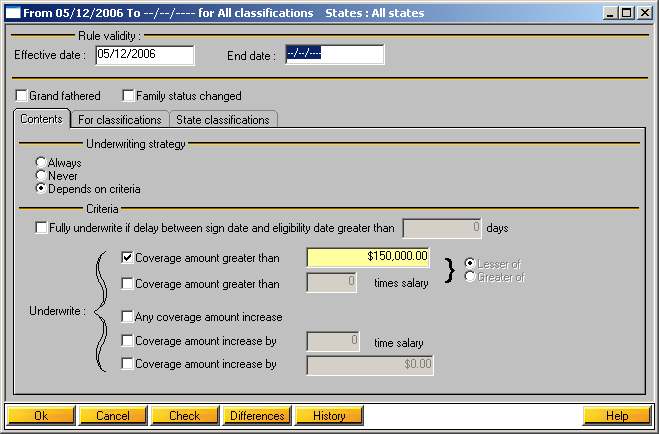 From 05/12/2006 To --/--/---- for All classifications States : All states
Rule validity :
Effective date : 05/12/2006 End date : --/--/----
Grand fathered Family status changed
Contents For classifications State classifications
Underwriting strategy
Always
Never
Depends on criteria
Criteria
Fully underwrite if delay between sign date and eligibility date greater than 0 days
Coverage amount greater than $150,000.00 Lesser of
Coverage amount greater than 0 times salary Greater of
Underwrite :
Any coverage amount increase
Coverage amount increase by 0 time salary
Coverage amount increase by $0.00
Ok Cancel Check Differences History Help